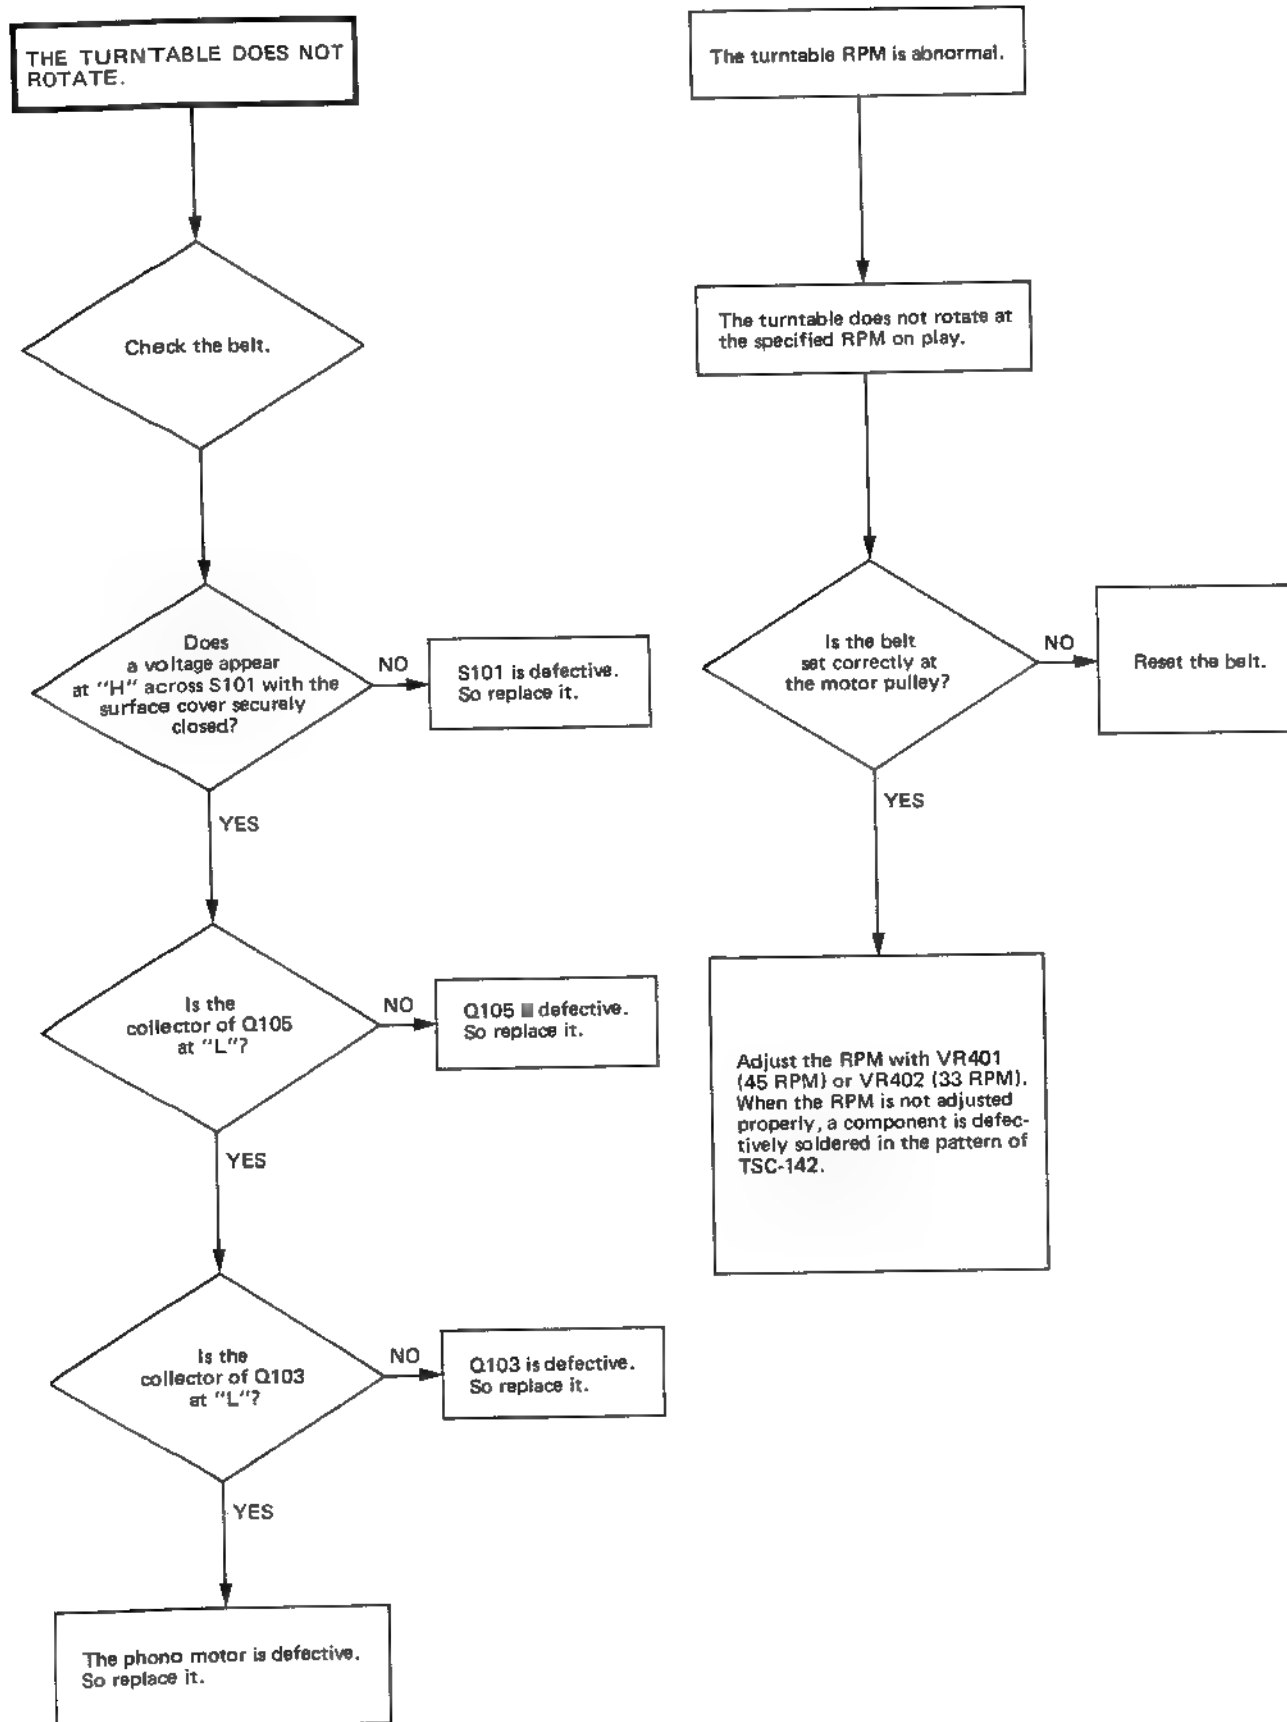 THE TURNTABLE DOES NOT
ROTATE.
Check the belt.
Does
a voltage appear
at "H" across S101 with the
surface cover securely
closed?
NO
S101 is defective.
So replace it.
YES
Is the
collector of Q105
at "L"?
NO
Q105 defective.
So replace it.
YES
Is the
collector of Q103
at "L"?
NO
Q103 is defective.
So replace it.
YES
The phono motor is defective.
So replace it.
The turntable RPM is abnormal.
The turntable does not rotate at
the specified RPM on play.
Is the belt
set correctly at
the motor pulley?
NO
Reset the belt.
YES
Adjust the RPM with VR401
(45 RPM) or VR402 (33 RPM).
When the RPM is not adjusted
properly, a component is defec-
tively soldered in the pattern of
TSC-142.